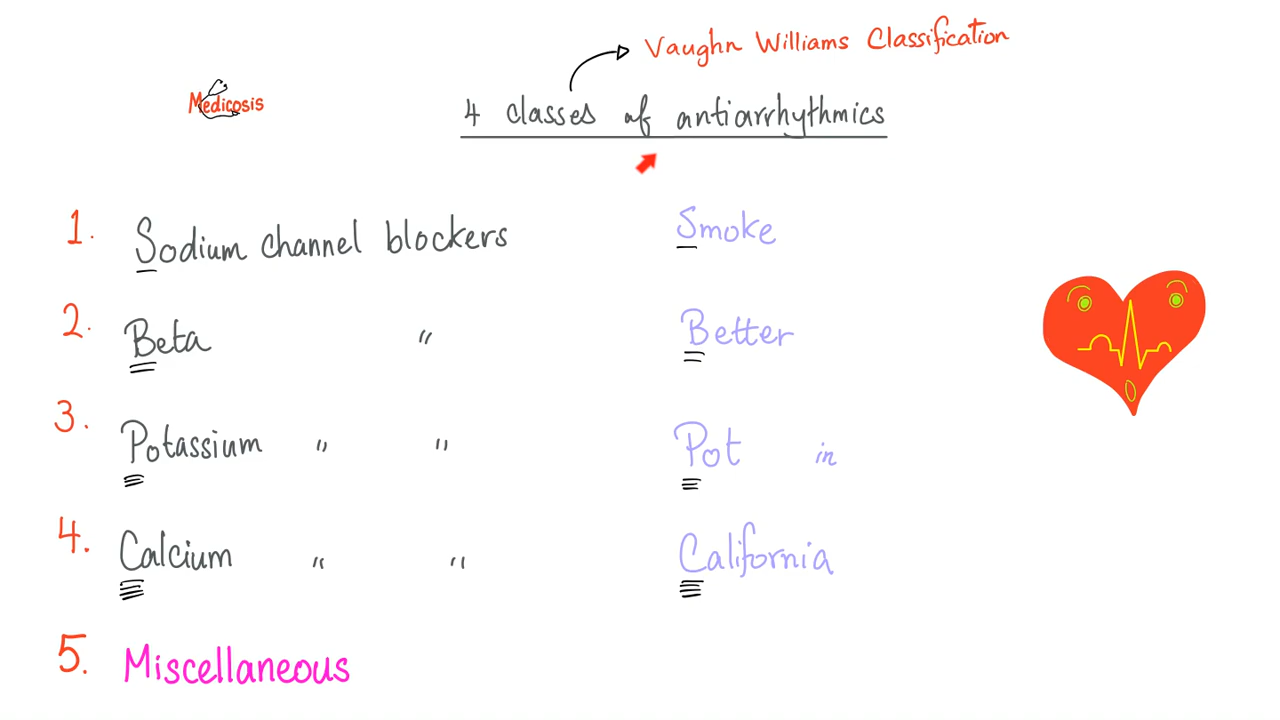 Vaughn Williams Classification
Medicosis
4 classes of antiarrhythmics
1. Sodium channel blockers Smoke
2. Beta " Better
3. Potassium " " Pot in
4. Calcium " " California
5. Miscellaneous